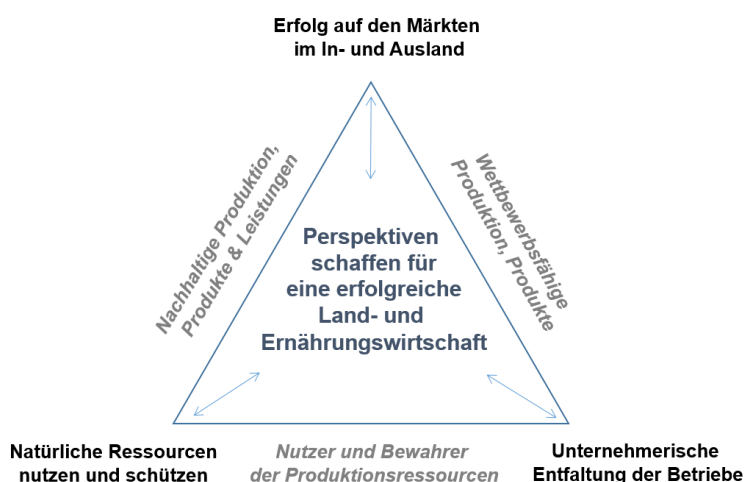 Erfolg auf den Märkten
im In- und Ausland
Nachhaltige Produktion,
Produkte & Leistungen
Wettbewerbsfähige
Produktion, Produkte
Perspektiven
schaffen für
eine erfolgreiche
Land- und
Ernährungswirtschaft
Natürliche Ressourcen
nutzen und schützen
Nutzer und Bewahrer
der Produktionsressourcen
Unternehmerische
Entfaltung der Betriebe